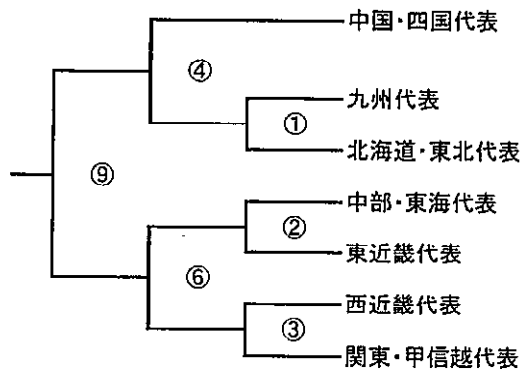 中国・四国代表
④
九州代表
①
北海道・東北代表
⑨
中部・東海代表
②
東近畿代表
⑥
西近畿代表
③
関東・甲信越代表